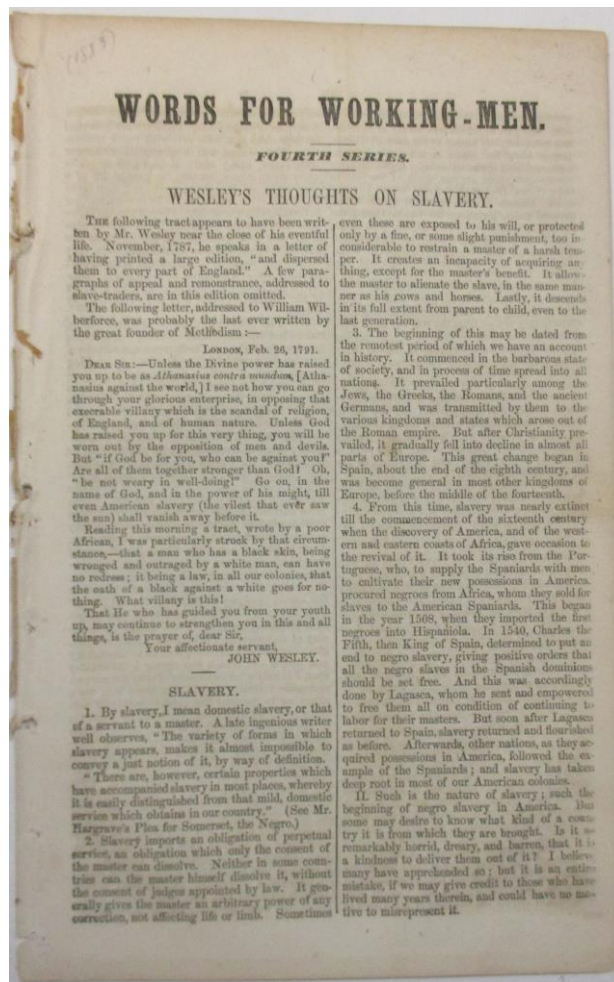 WORDS FOR WORKING-MEN.
FOURTH SERIES.
WESLEY'S THOUGHTS ON SLAVERY.
THE following tract appears to have been writ-
ten by Mr. Wesley near the close of his eventful
life. November, 1787, he speaks in a letter of
having printed a large edition, "and dispersed
them to every part of England." A few para-
graphs of appeal and remonstrance, addressed to
slave-traders, are in this edition omitted.
The following letter, addressed to William Wil-
berforce, was probably the last ever written by
the great founder of Methodism:—
LONDON, Feb. 26, 1791.
DEAR SIR:—Unless the Divine power has raised
you up to be as Athanasius contra mundum, [Atha-
nasius against the world,] I see not how you can go
through your glorious enterprise, in opposing that
execrable villany which is the scandal of religion,
of England, and of human nature. Unless God
has raised you up for this very thing, you will be
worn out by the opposition of men and devils.
But "if God be for you, who can be against you?"
Are all of them together stronger than God? Oh,
"be not weary in well-doing!" Go on, in the
name of God, and in the power of his might, till
even American slavery (the vilest that ever saw
the sun) shall vanish away before it.
Reading this morning a tract, wrote by a poor
African, I was particularly struck by that circum-
stance,—that a man who has a black skin, being
wronged and outraged by a white man, can have
no redress; it being a law, in all our colonies, that
the oath of a black against a white goes for no-
thing. What villany is this!
That He who has guided you from your youth
up, may continue to strengthen you in this and all
things, is the prayer of, dear Sir,
Your affectionate servant,
JOHN WESLEY.
SLAVERY.
1. By slavery, I mean domestic slavery, or that
of a servant to a master. A late ingenious writer
well observes, "The variety of forms in which
slavery appears, makes it almost impossible to
convey a just notion of it, by way of definition.
"There are, however, certain properties which
have accompanied slavery in most places, whereby
it is easily distinguished from that mild, domestic
service which obtains in our country." (See Mr.
Hargrave's Plea for Somerset, the Negro.)
2. Slavery imports an obligation of perpetual
service, an obligation which only the consent of
the master can dissolve. Neither in some coun-
tries can the master himself dissolve it, without
the consent of judges appointed by law. It gen-
erally gives the master an arbitrary power of any
correction, not affecting life or limb. Sometimes
even these are exposed to his will, or protected
only by a fine, or some slight punishment, too in-
considerable to restrain a master of a harsh tem-
per. It creates an incapacity of acquiring any-
thing, except for the master's benefit. It allows
the master to alienate the slave, in the same man-
ner as his cows and horses. Lastly, it descends
in its full extent from parent to child, even to the
last generation.
3. The beginning of this may be dated from
the remotest period of which we have an account
in history. It commenced in the barbarous state
of society, and in process of time spread into all
nations. It prevailed particularly among the
Jews, the Greeks, the Romans, and the ancient
Germans, and was transmitted by them to the
various kingdoms and states which arose out of
the Roman empire. But after Christianity pre-
vailed, it gradually fell into decline in almost all
parts of Europe. This great change began in
Spain, about the end of the eighth century, and
was become general in most other kingdoms of
Europe, before the middle of the fourteenth.
4. From this time, slavery was nearly extinct
till the commencement of the sixteenth century
when the discovery of America, and of the west-
ern and eastern coasts of Africa, gave occasion to
the revival of it. It took its rise from the Por-
tuguese, who, to supply the Spaniards with men
to cultivate their new possessions in America.
procured negroes from Africa, whom they sold for
slaves to the American Spaniards. This began
in the year 1508, when they imported the first
negroes into Hispaniola. In 1540, Charles the
Fifth, then King of Spain, determined to put an
end to negro slavery, giving positive orders that
all the negro slaves in the Spanish dominions
should be set free. And this was accordingly
done by Lagasca, whom he sent and empowered
to free them all on condition of continuing to
labor for their masters. But soon after Lagasca
returned to Spain, slavery returned and flourished
as before. Afterwards, other nations, as they ac-
quired possessions in America, followed the ex-
ample of the Spaniards; and slavery has taken
deep root in most of our American colonies.
II. Such is the nature of slavery; such the
beginning of negro slavery in America. But
some may desire to know what kind of a coun-
try it is from which they are brought. Is it so
remarkably horrid, dreary, and barren, that it is
a kindness to deliver them out of it? I believe
many have apprehended so; but it is an entire
mistake, if we may give credit to those who have
lived many years therein, and could have no mo-
tive to misrepresent it.